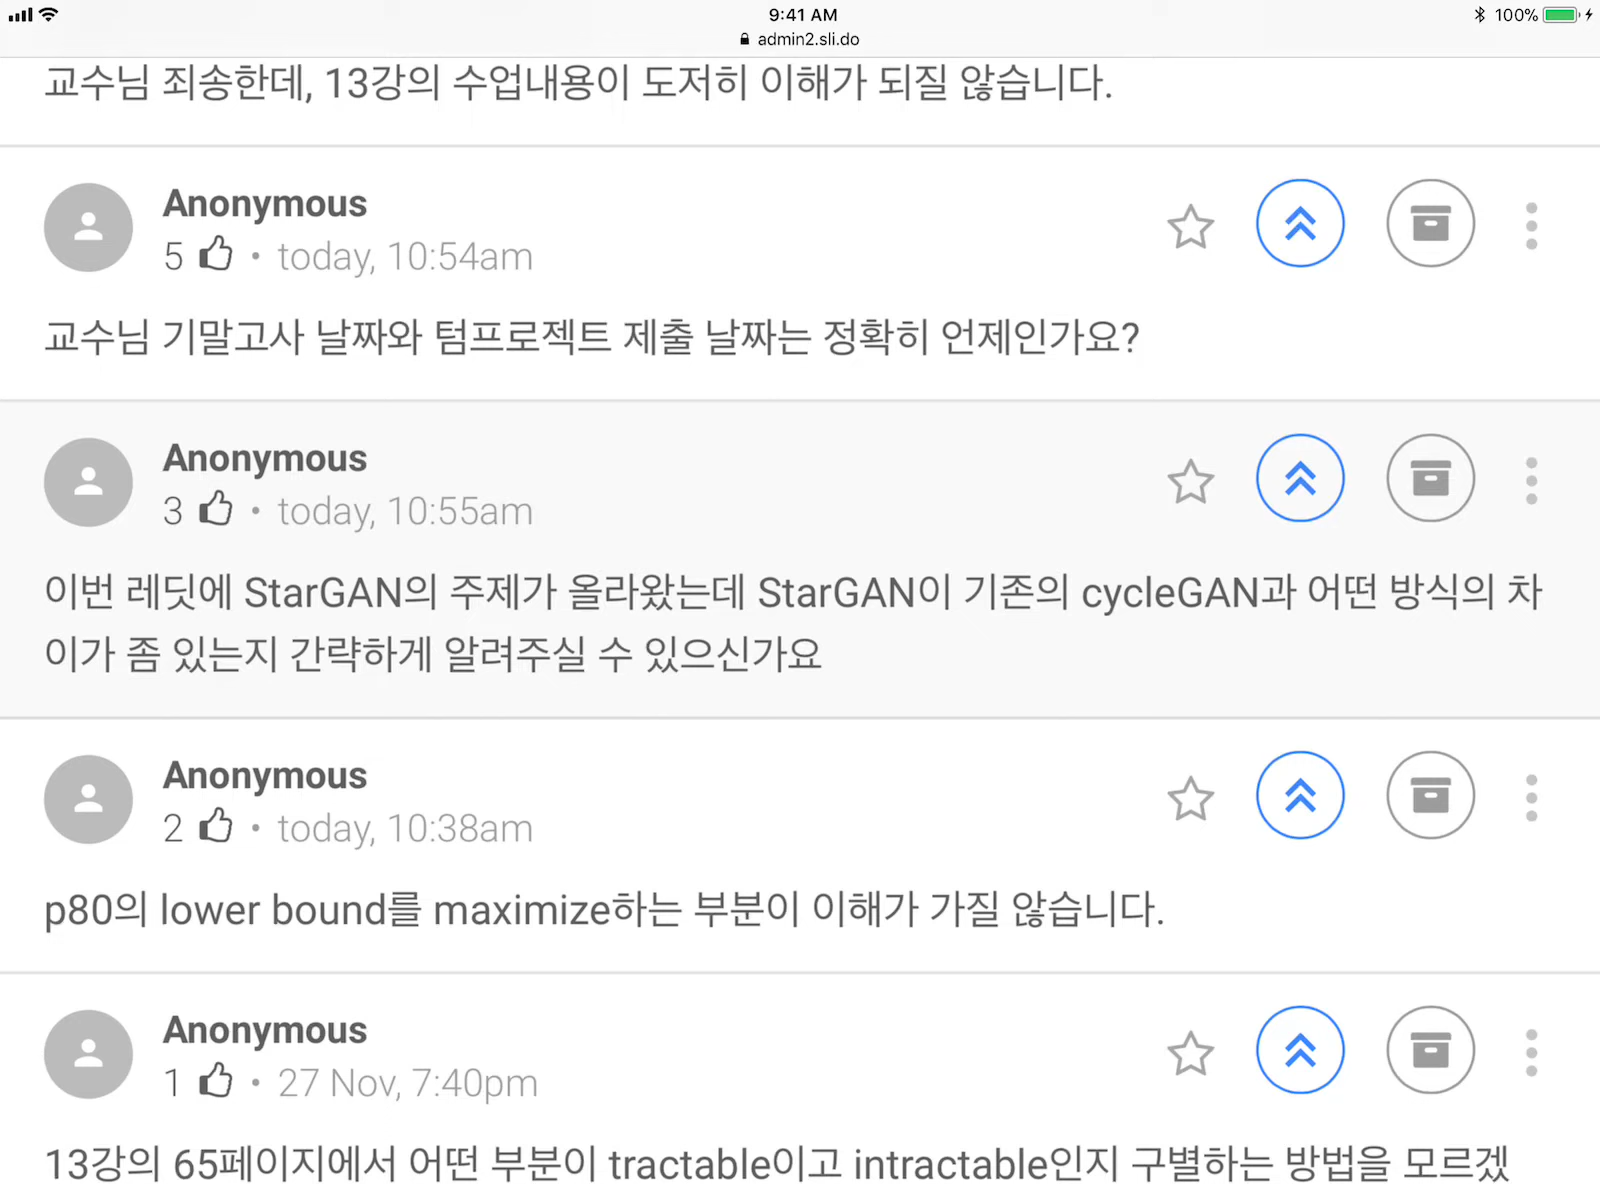 9:41 AM
100%
admin2.sli.do
교수님 죄송한데, 13강의 수업내용이 도저히 이해가 되질 않습니다.
Anonymous
5 • today, 10:54am
교수님 기말고사 날짜와 텀프로젝트 제출 날짜는 정확히 언제인가요?
Anonymous
3 • today, 10:55am
이번 레딧에 StarGAN의 주제가 올라왔는데 StarGAN이 기존의 cycleGAN과 어떤 방식의 차
이가 좀 있는지 간략하게 알려주실 수 있으신가요
Anonymous
2 • today, 10:38am
p80의 lower bound를 maximize하는 부분이 이해가 가질 않습니다.
Anonymous
1 • 27 Nov, 7:40pm
13강의 65페이지에서 어떤 부분이 tractable이고 intractable인지 구별하는 방법을 모르겠